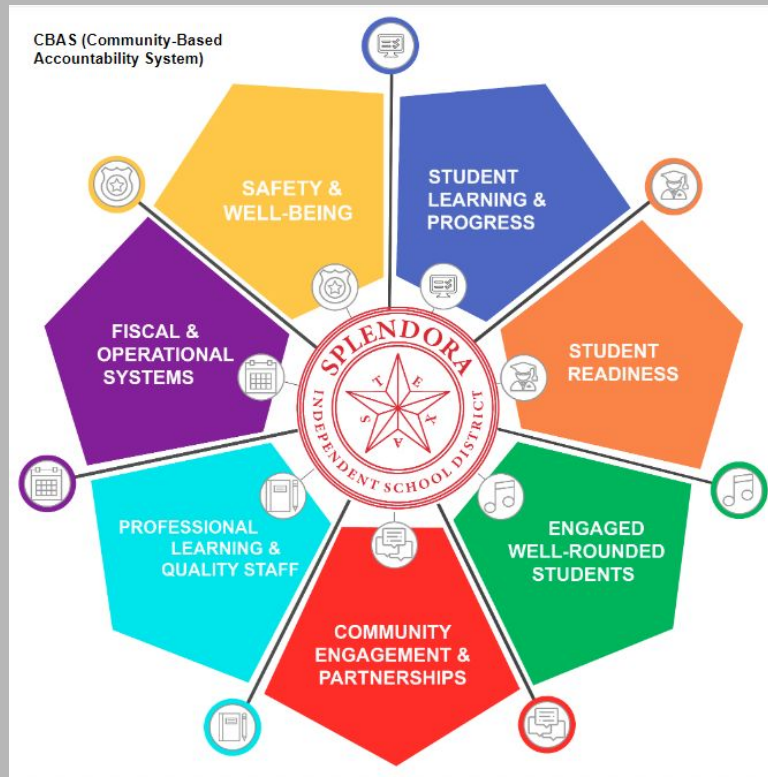 CBAS (Community-Based
Accountability System)
SAFETY &
WELL-BEING
STUDENT
LEARNING &
PROGRESS
FISCAL &
OPERATIONAL
SYSTEMS
STUDENT
READINESS
SPLENDORA
TEXAS
INDEPENDENT SCHOOL DISTRICT
PROFESSIONAL
LEARNING &
QUALITY STAFF
ENGAGED
WELL-ROUNDED
STUDENTS
COMMUNITY
ENGAGEMENT &
PARTNERSHIPS